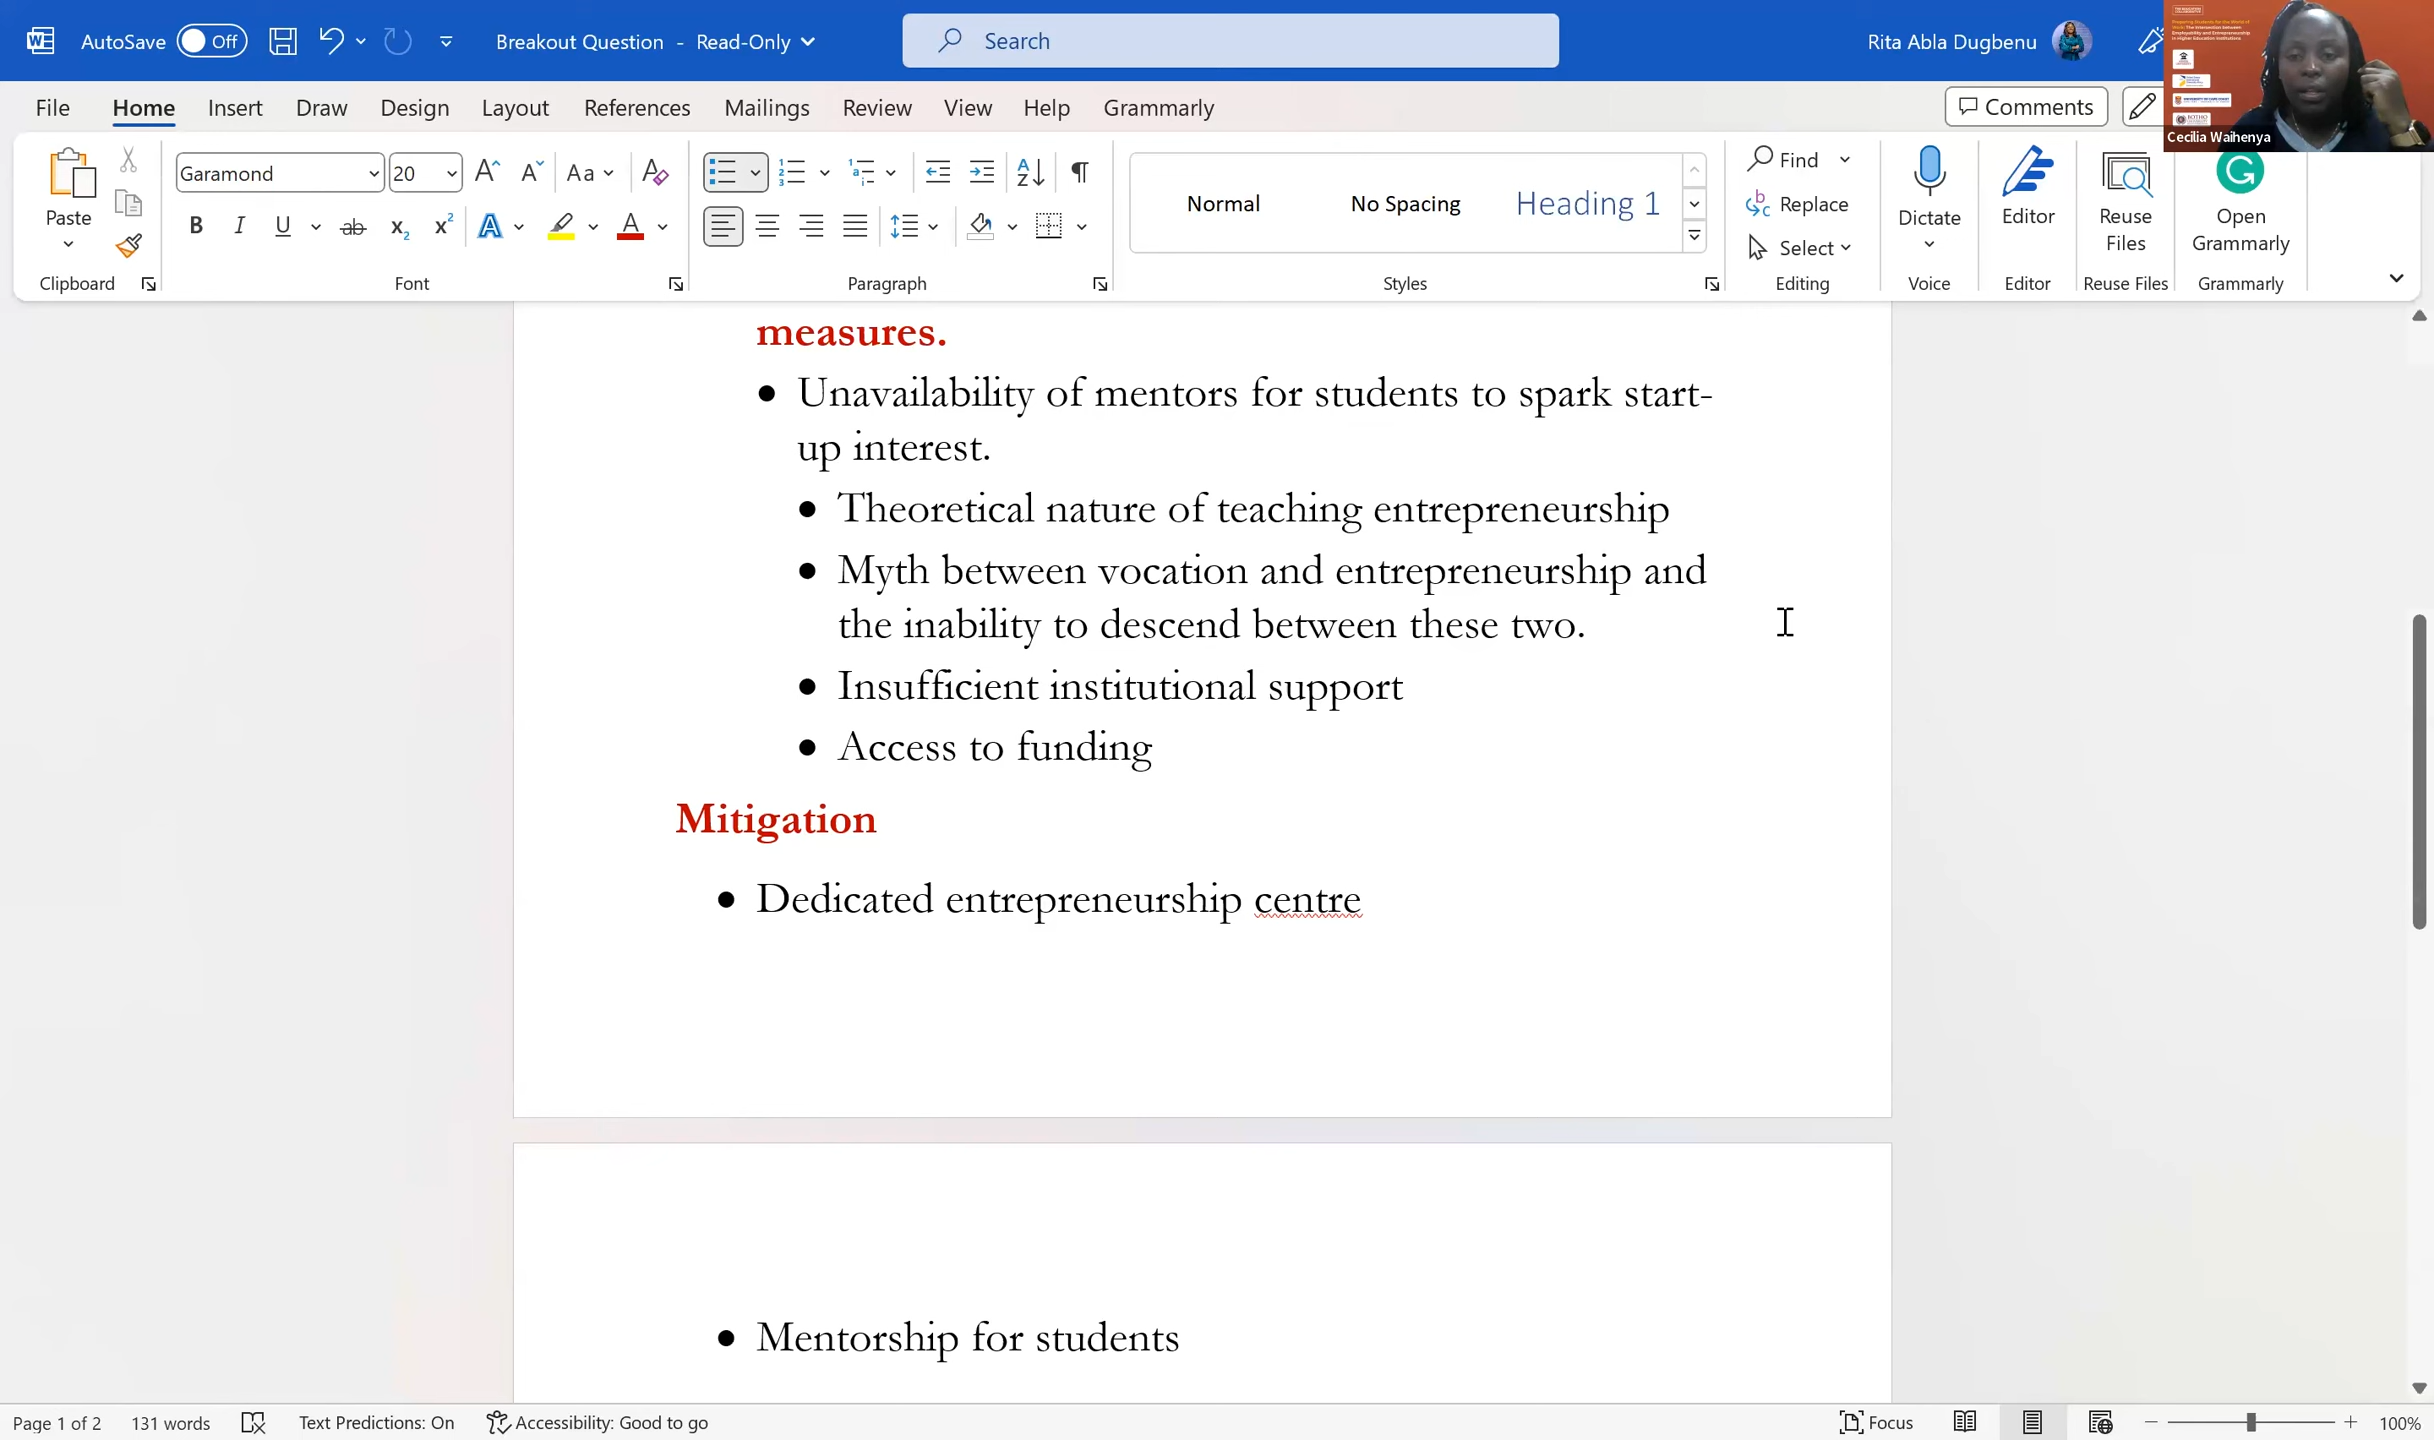 AutoSave Off Breakout Question - Read-Only Search Rita Abla Dugbenu
File Home Insert Draw Design Layout References Mailings Review View Help Grammarly Comments
Cecilia Waihenya
Paste
Clipboard
Garamond 20 Aa
Font
Paragraph
Normal No Spacing Heading 1
Styles
Find
Replace
Select
Editing
Dictate
Voice
Editor
Editor
Reuse
Files
Reuse Files
Open
Grammarly
Grammarly
measures.
• Unavailability of mentors for students to spark start-
up interest.
• Theoretical nature of teaching entrepreneurship
• Myth between vocation and entrepreneurship and
the inability to descend between these two.
• Insufficient institutional support
• Access to funding
Mitigation
• Dedicated entrepreneurship centre
• Mentorship for students
Page 1 of 2 131 words Text Predictions: On Accessibility: Good to go Focus 100%